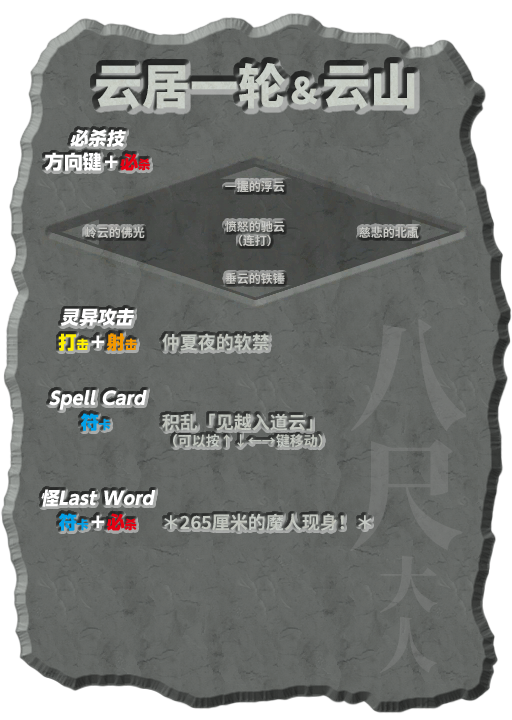 云居一轮&云山
必杀技
方向键+必杀
一握的浮云
岭云的佛光
愤怒的驰云
（连打）
慈悲的北颪
垂云的铁锤
灵异攻击
打击+射击
仲夏夜的软禁
Spell Card
符卡
积乱「见越入道云」
（可以按↑↓←→键移动）
怪Last Word
符卡+必杀
＊265厘米的魔人现身！＊
八尺大人